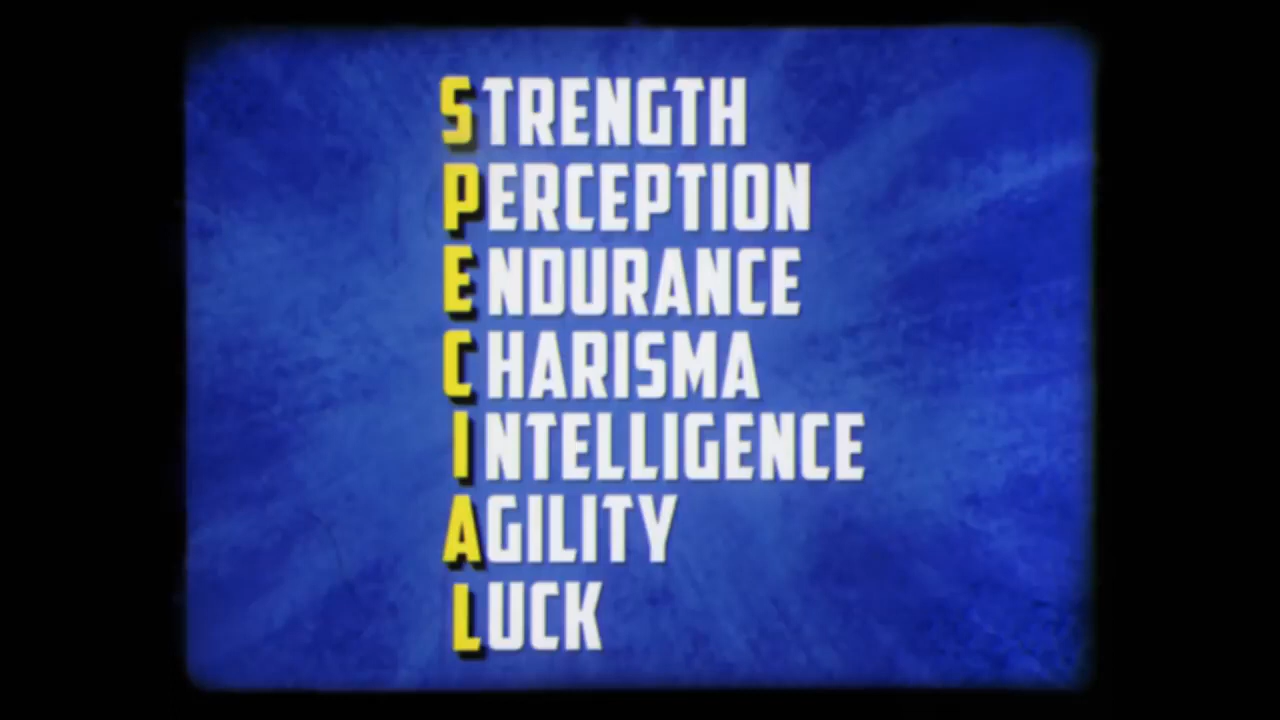 STRENGTH
PERCEPTION
ENDURANCE
CHARISMA
INTELLIGENCE
AGILITY
LUCK